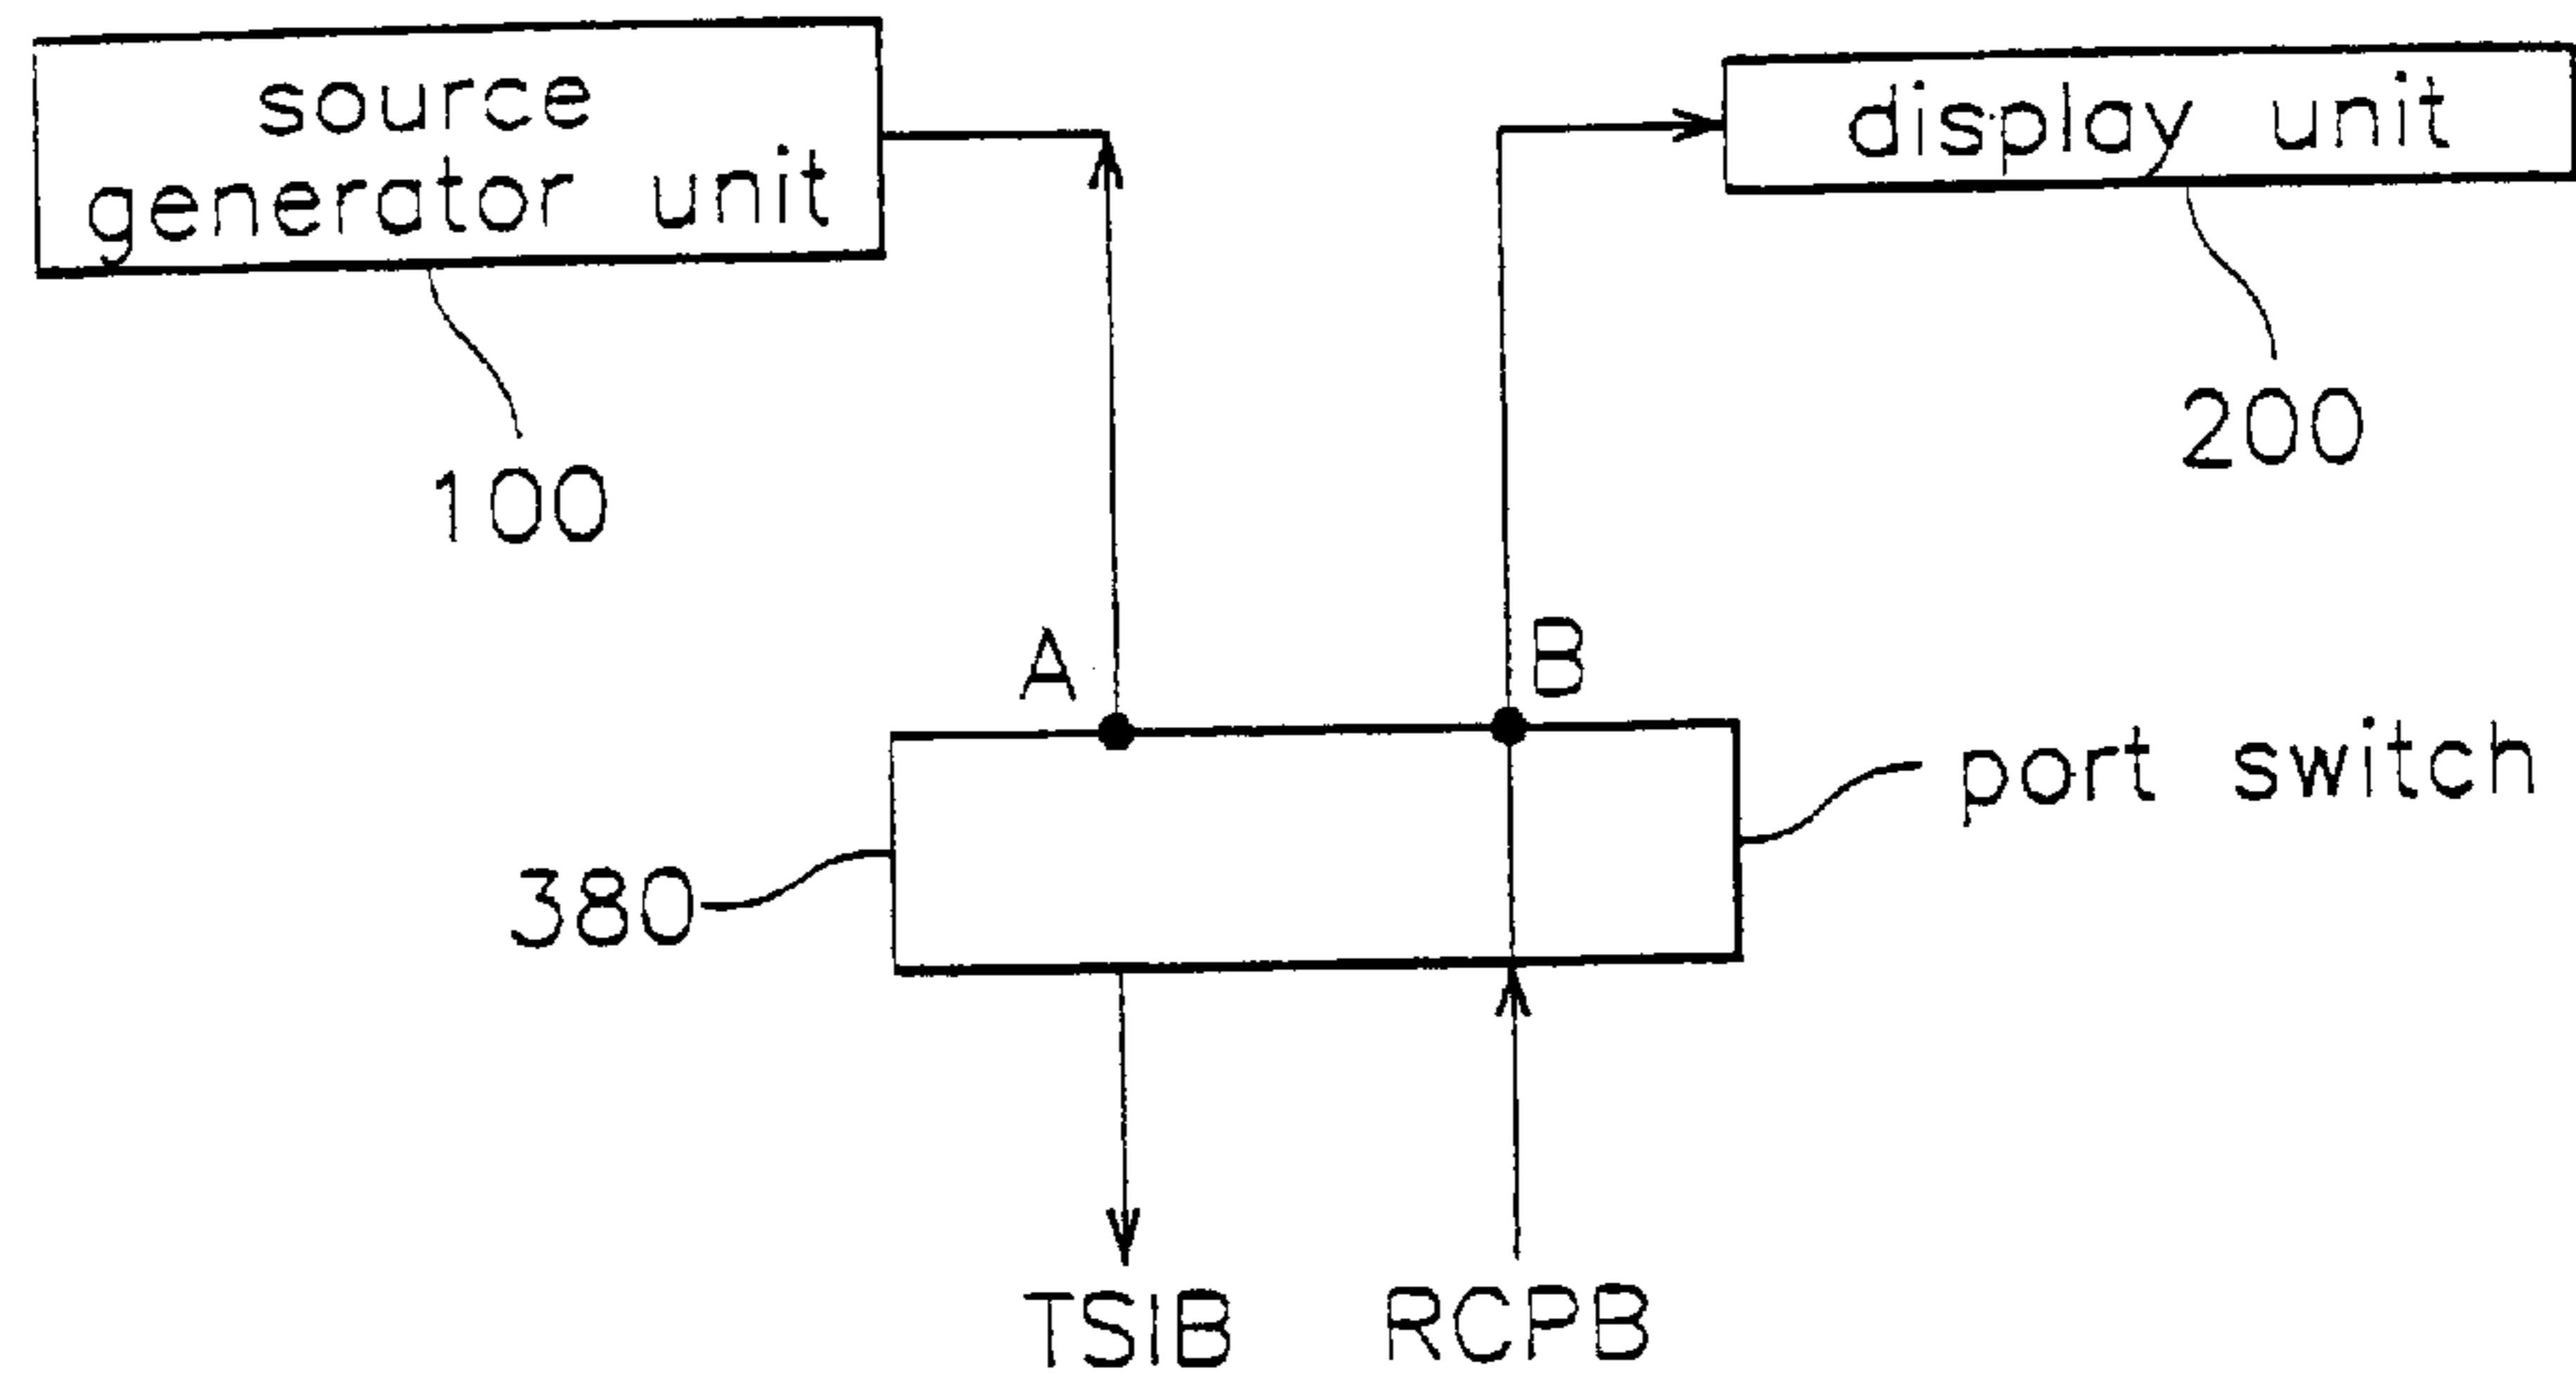 source
generator unit
display unit
100
200
A
B
port switch
380
TSIB
RCPB